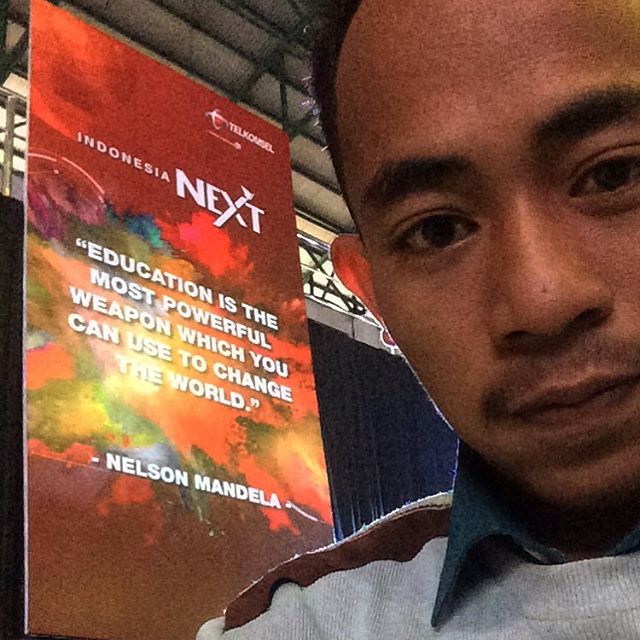 TELKOMSEL
INDONESIA
NEXT
“EDUCATION IS THE
MOST POWERFUL
WEAPON WHICH YOU
CAN USE TO CHANGE
THE WORLD.”
- NELSON MANDELA -